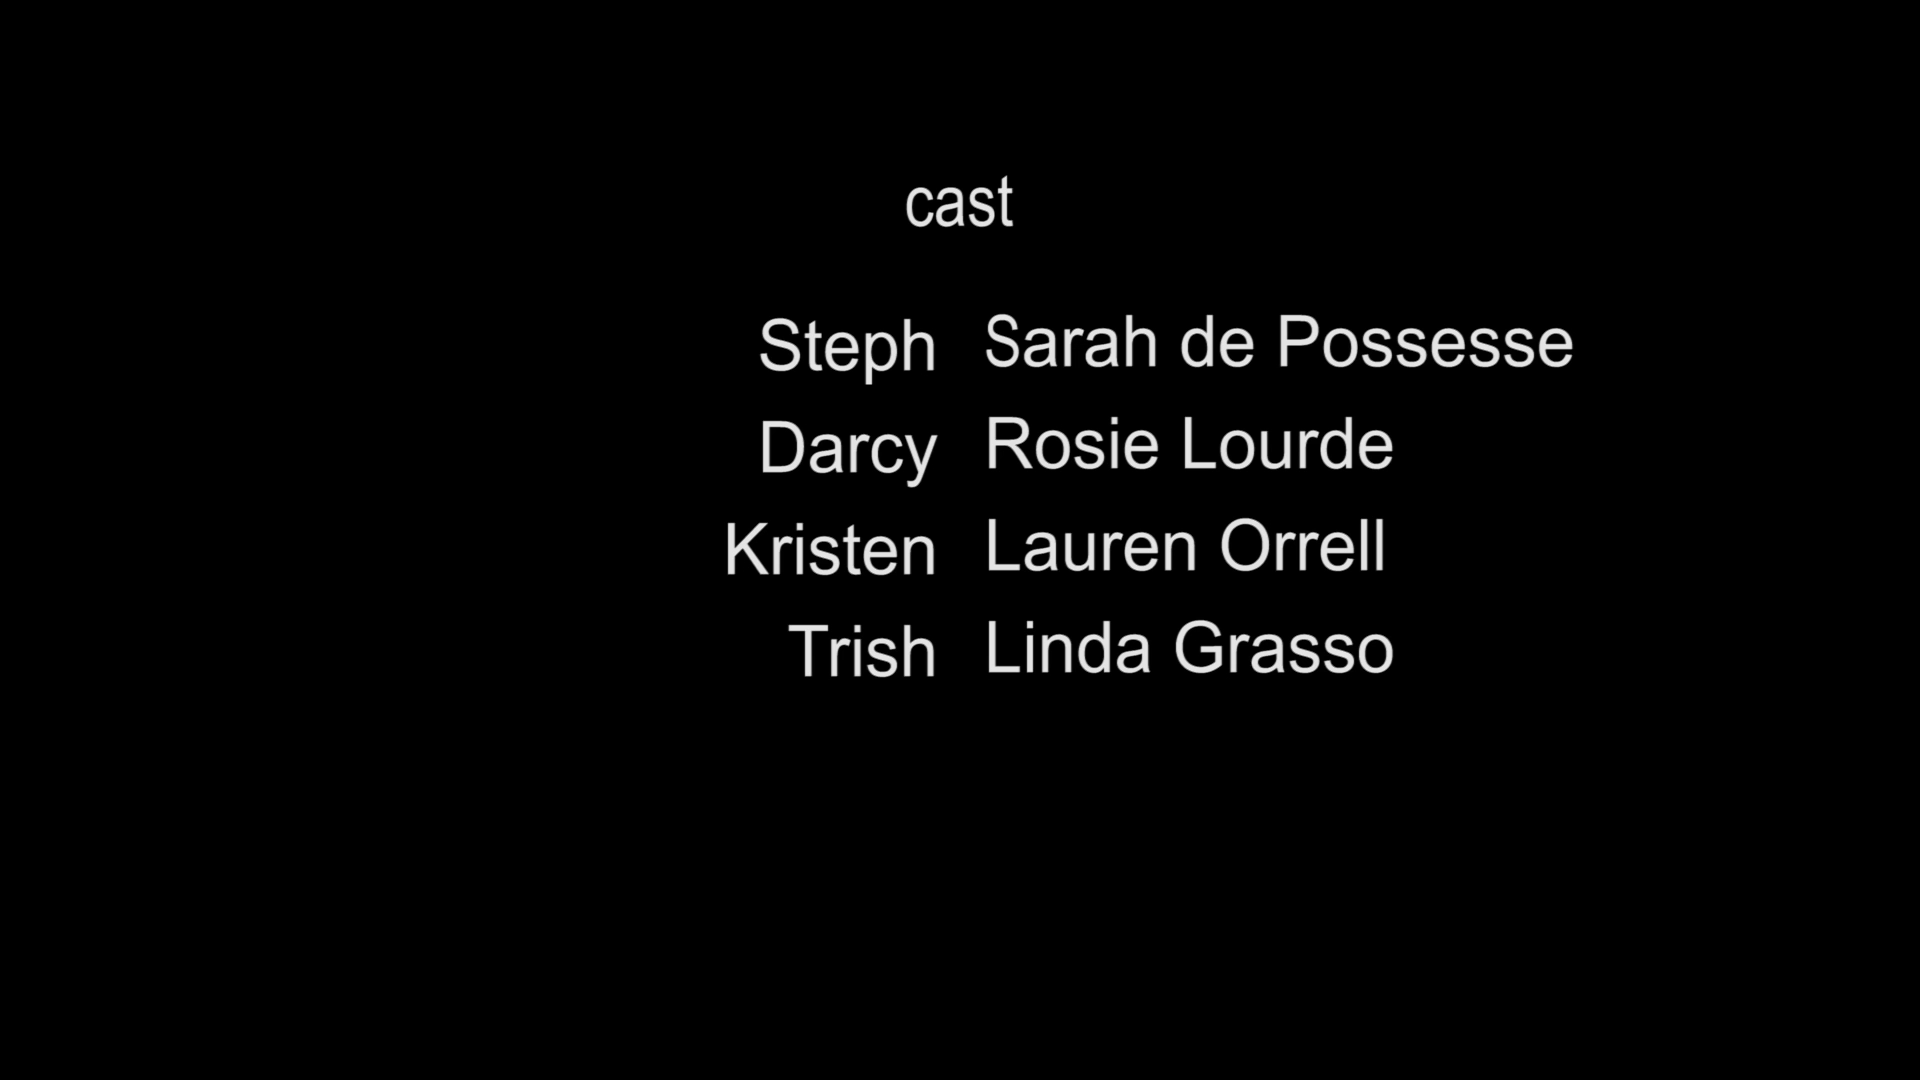 cast
Steph Sarah de Possesse
Darcy Rosie Lourde
Kristen Lauren Orrell
Trish Linda Grasso